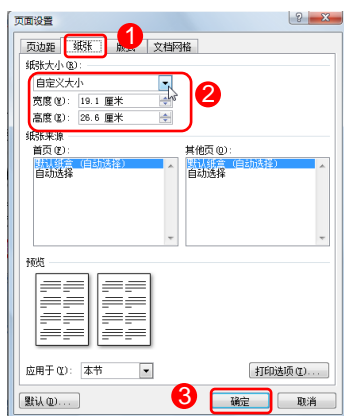 页面设置
1
页边距 纸张 版式 文档网格
纸张大小(R):
自定义大小
2
宽度(W): 19.1 厘米
高度(E): 26.6 厘米
纸张来源
首页(F): 其他页(O):
默认纸盒 (自动选择) 默认纸盒 (自动选择)
自动选择 自动选择
预览
应用于(Y): 本节 打印选项(T)...
3
默认(D)... 确定 取消